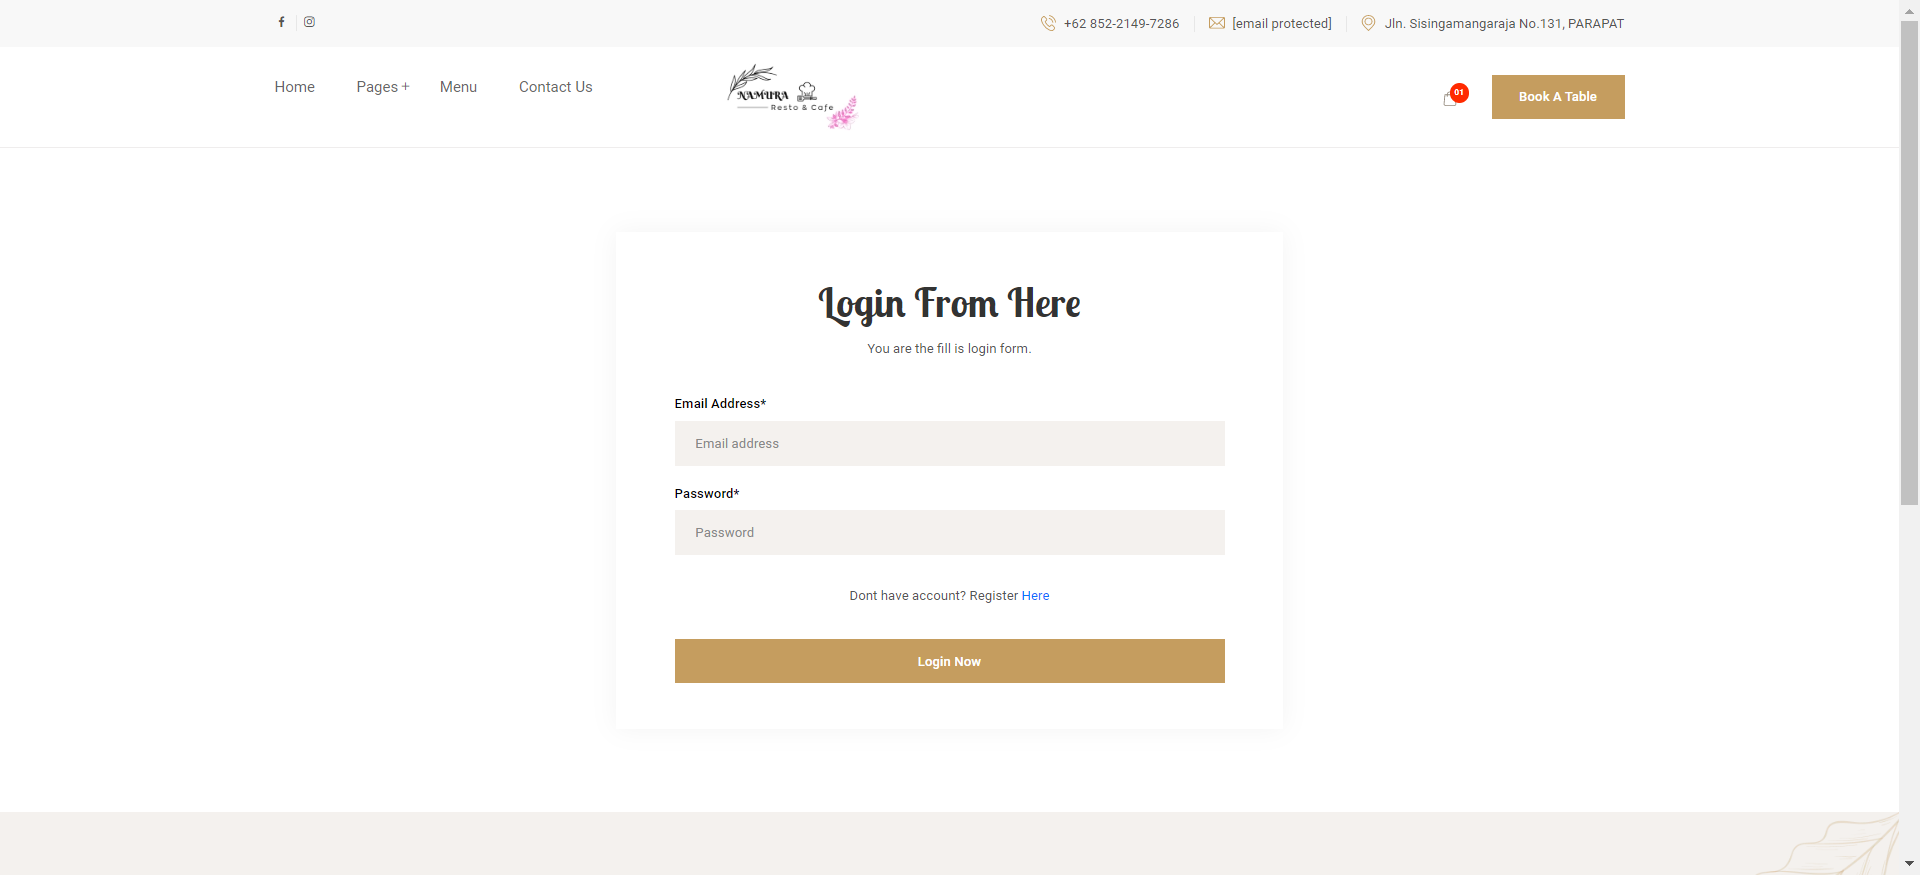 +62 852-2149-7286
[email protected]
Jln. Sisingamangaraja No.131, PARAPAT
Home
Pages +
Menu
Contact Us
NAMURA
Resto & Cafe
01
Book A Table
Login From Here
You are the fill is login form.
Email Address*
Email address
Password*
Password
Dont have account? Register Here
Login Now